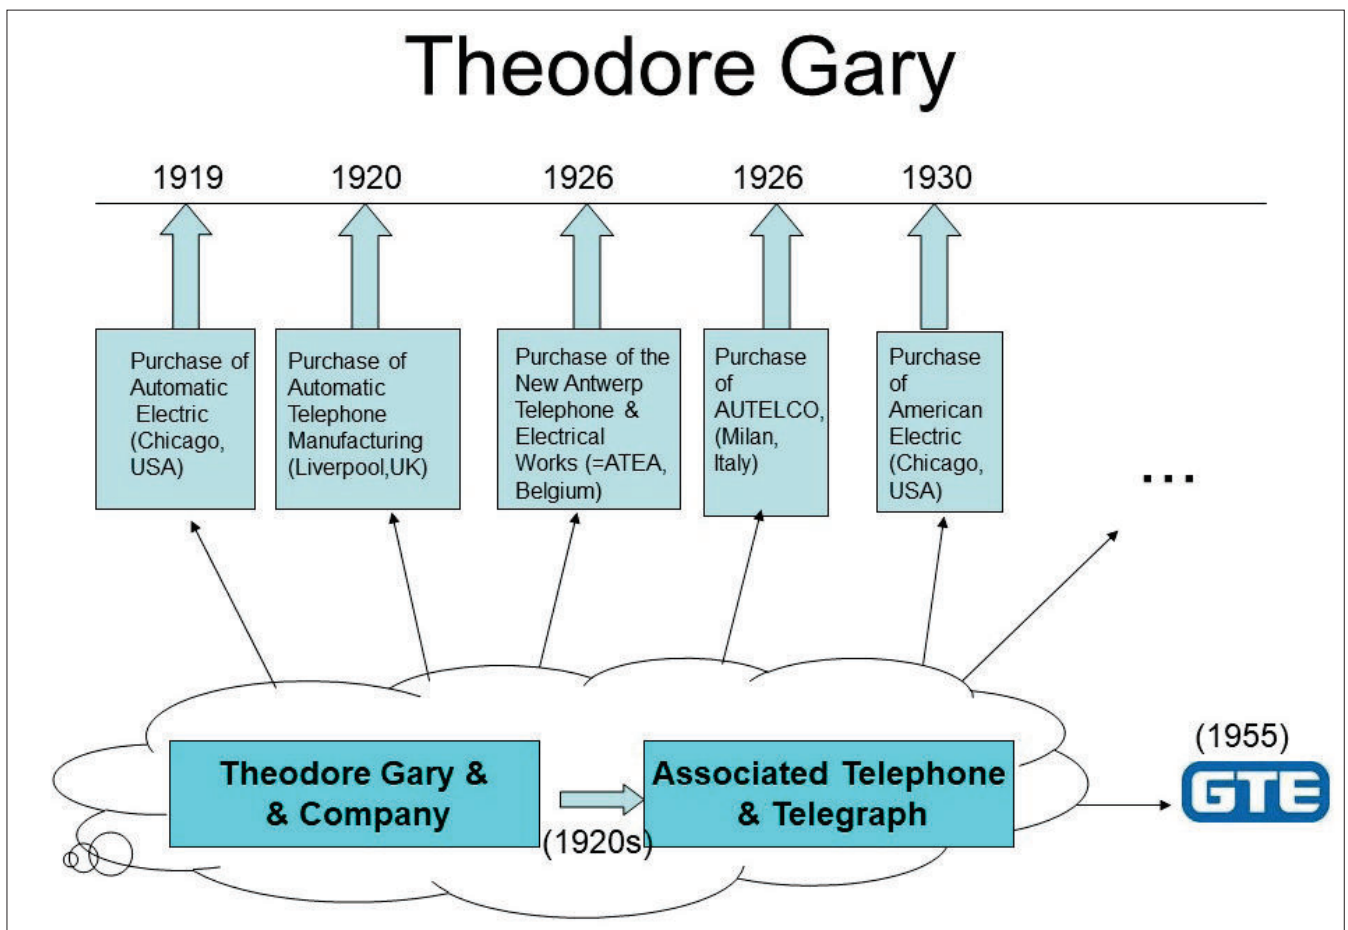 Theodore Gary
1919
1920
1926
1926
1930
Purchase of
Automatic
Electric
(Chicago,
USA)
Purchase of
Automatic
Telephone
Manufacturing
(Liverpool,UK)
Purchase of the
New Antwerp
Telephone &
Electrical
Works (=ATEA,
Belgium)
Purchase
of
AUTELCO,
(Milan,
Italy)
Purchase
of
American
Electric
(Chicago,
USA)
...
Theodore Gary &
& Company
(1920s)
Associated Telephone
& Telegraph
(1955)
GTE